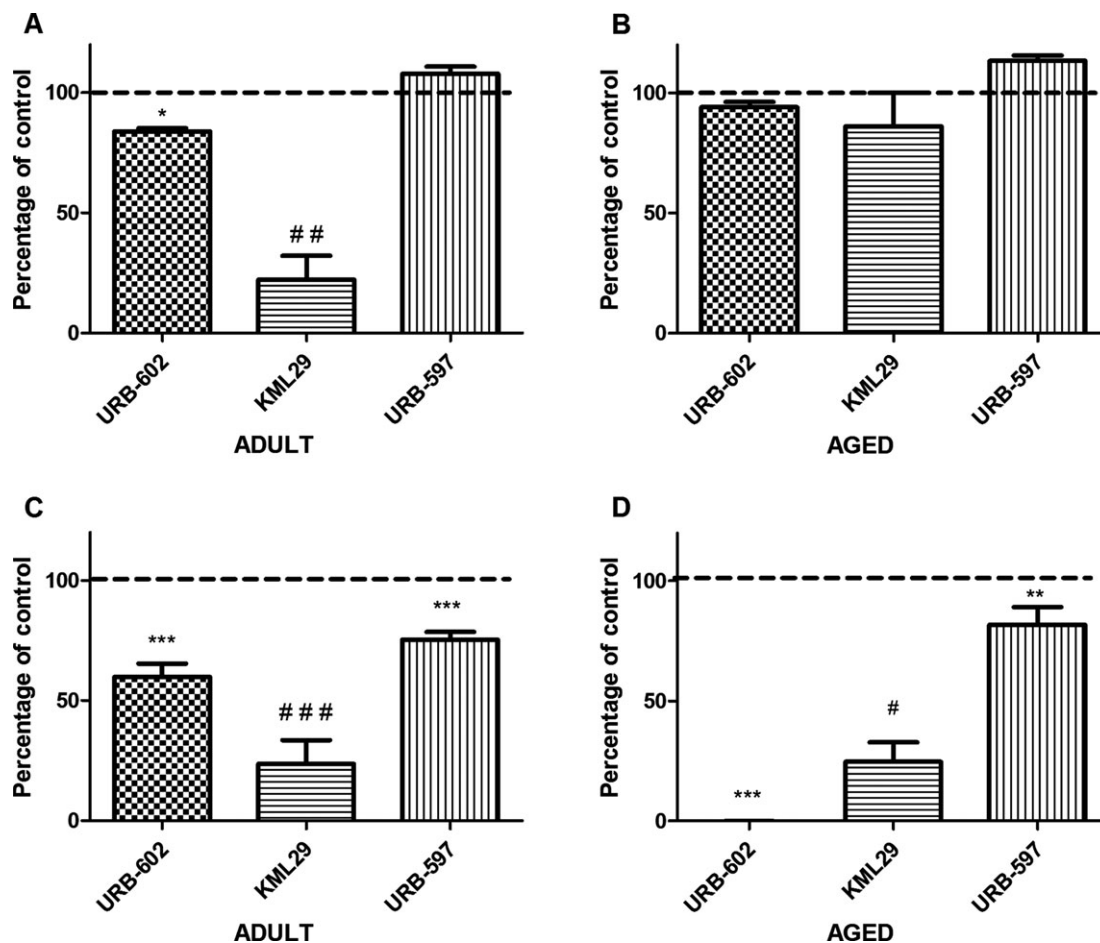 A
Percentage of control
100
50
0
*
# #
URB-602
KML29
URB-597
ADULT
B
Percentage of control
100
50
0
URB-602
KML29
URB-597
AGED
C
Percentage of control
100
50
0
***
# # #
***
URB-602
KML29
URB-597
ADULT
D
Percentage of control
100
50
0
***
#
**
URB-602
KML29
URB-597
AGED